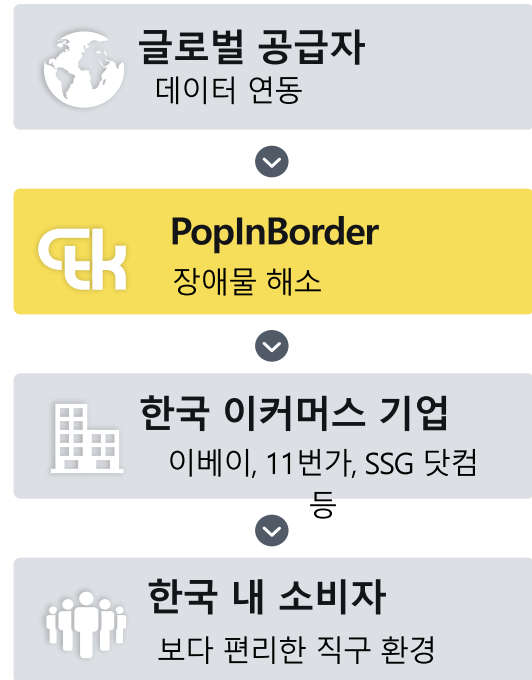 글로벌 공급자
데이터 연동
ctk
PopInBorder
장애물 해소
한국 이커머스 기업
이베이, 11번가, SSG 닷컴
등
한국 내 소비자
보다 편리한 직구 환경